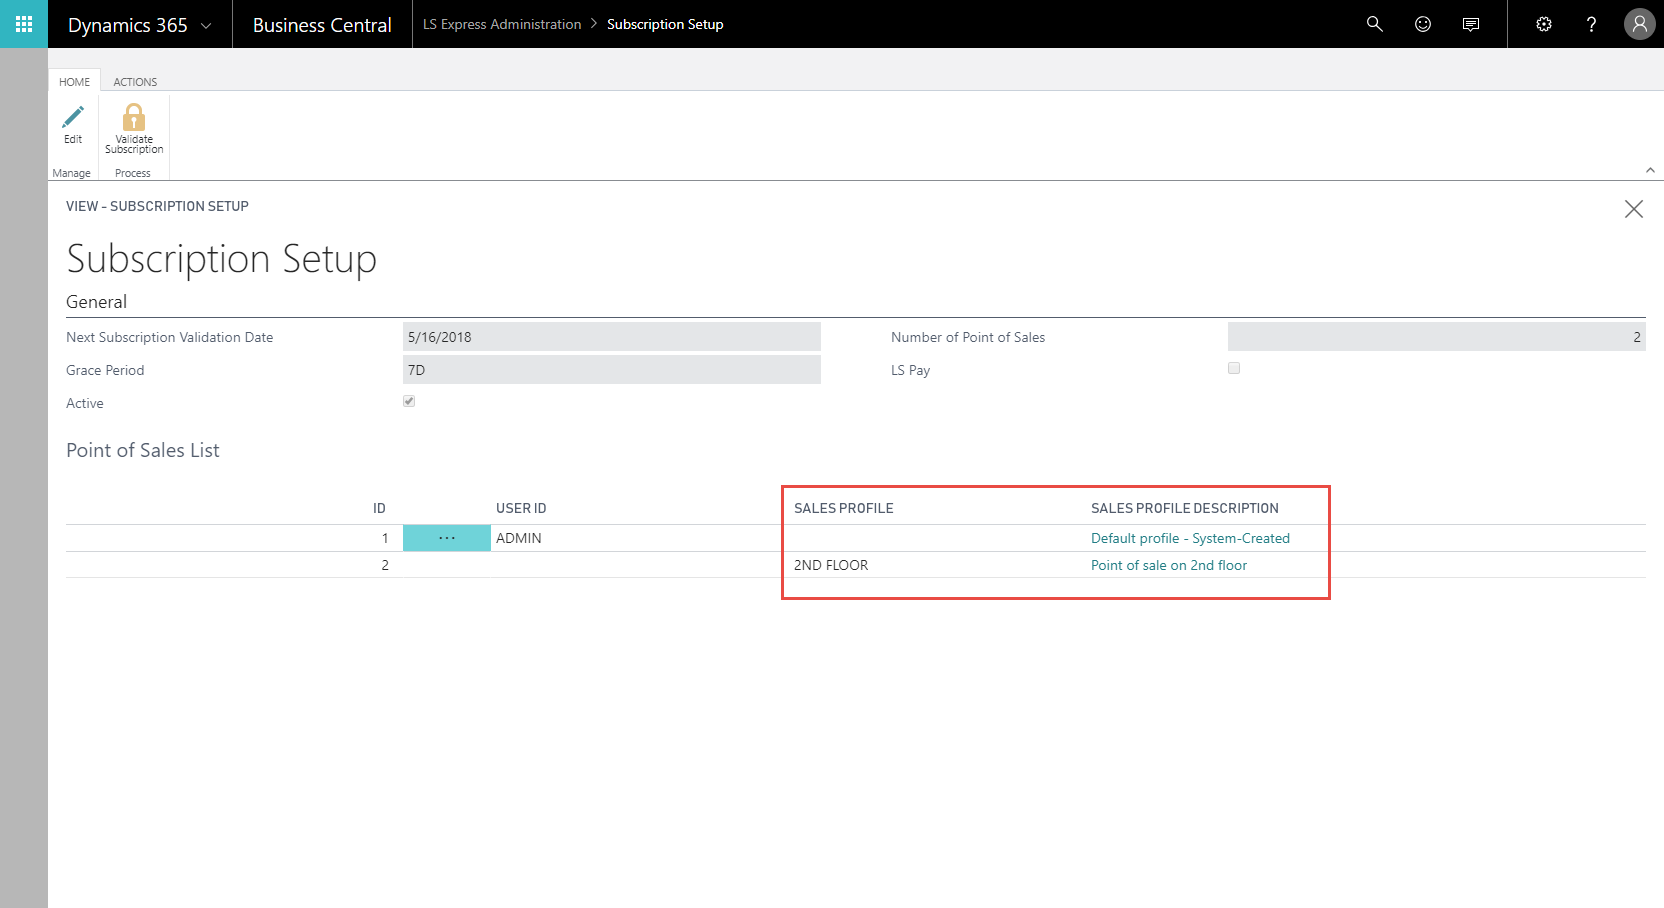 Dynamics 365 Business Central LS Express Administration > Subscription Setup ?
HOME ACTIONS
Edit Validate Subscription
Manage Process
VIEW - SUBSCRIPTION SETUP
Subscription Setup
General
Next Subscription Validation Date 5/16/2018 Number of Point of Sales 2
Grace Period 7D LS Pay
Active
Point of Sales List
ID USER ID SALES PROFILE SALES PROFILE DESCRIPTION
1 ... ADMIN Default profile - System-Created
2 2ND FLOOR Point of sale on 2nd floor